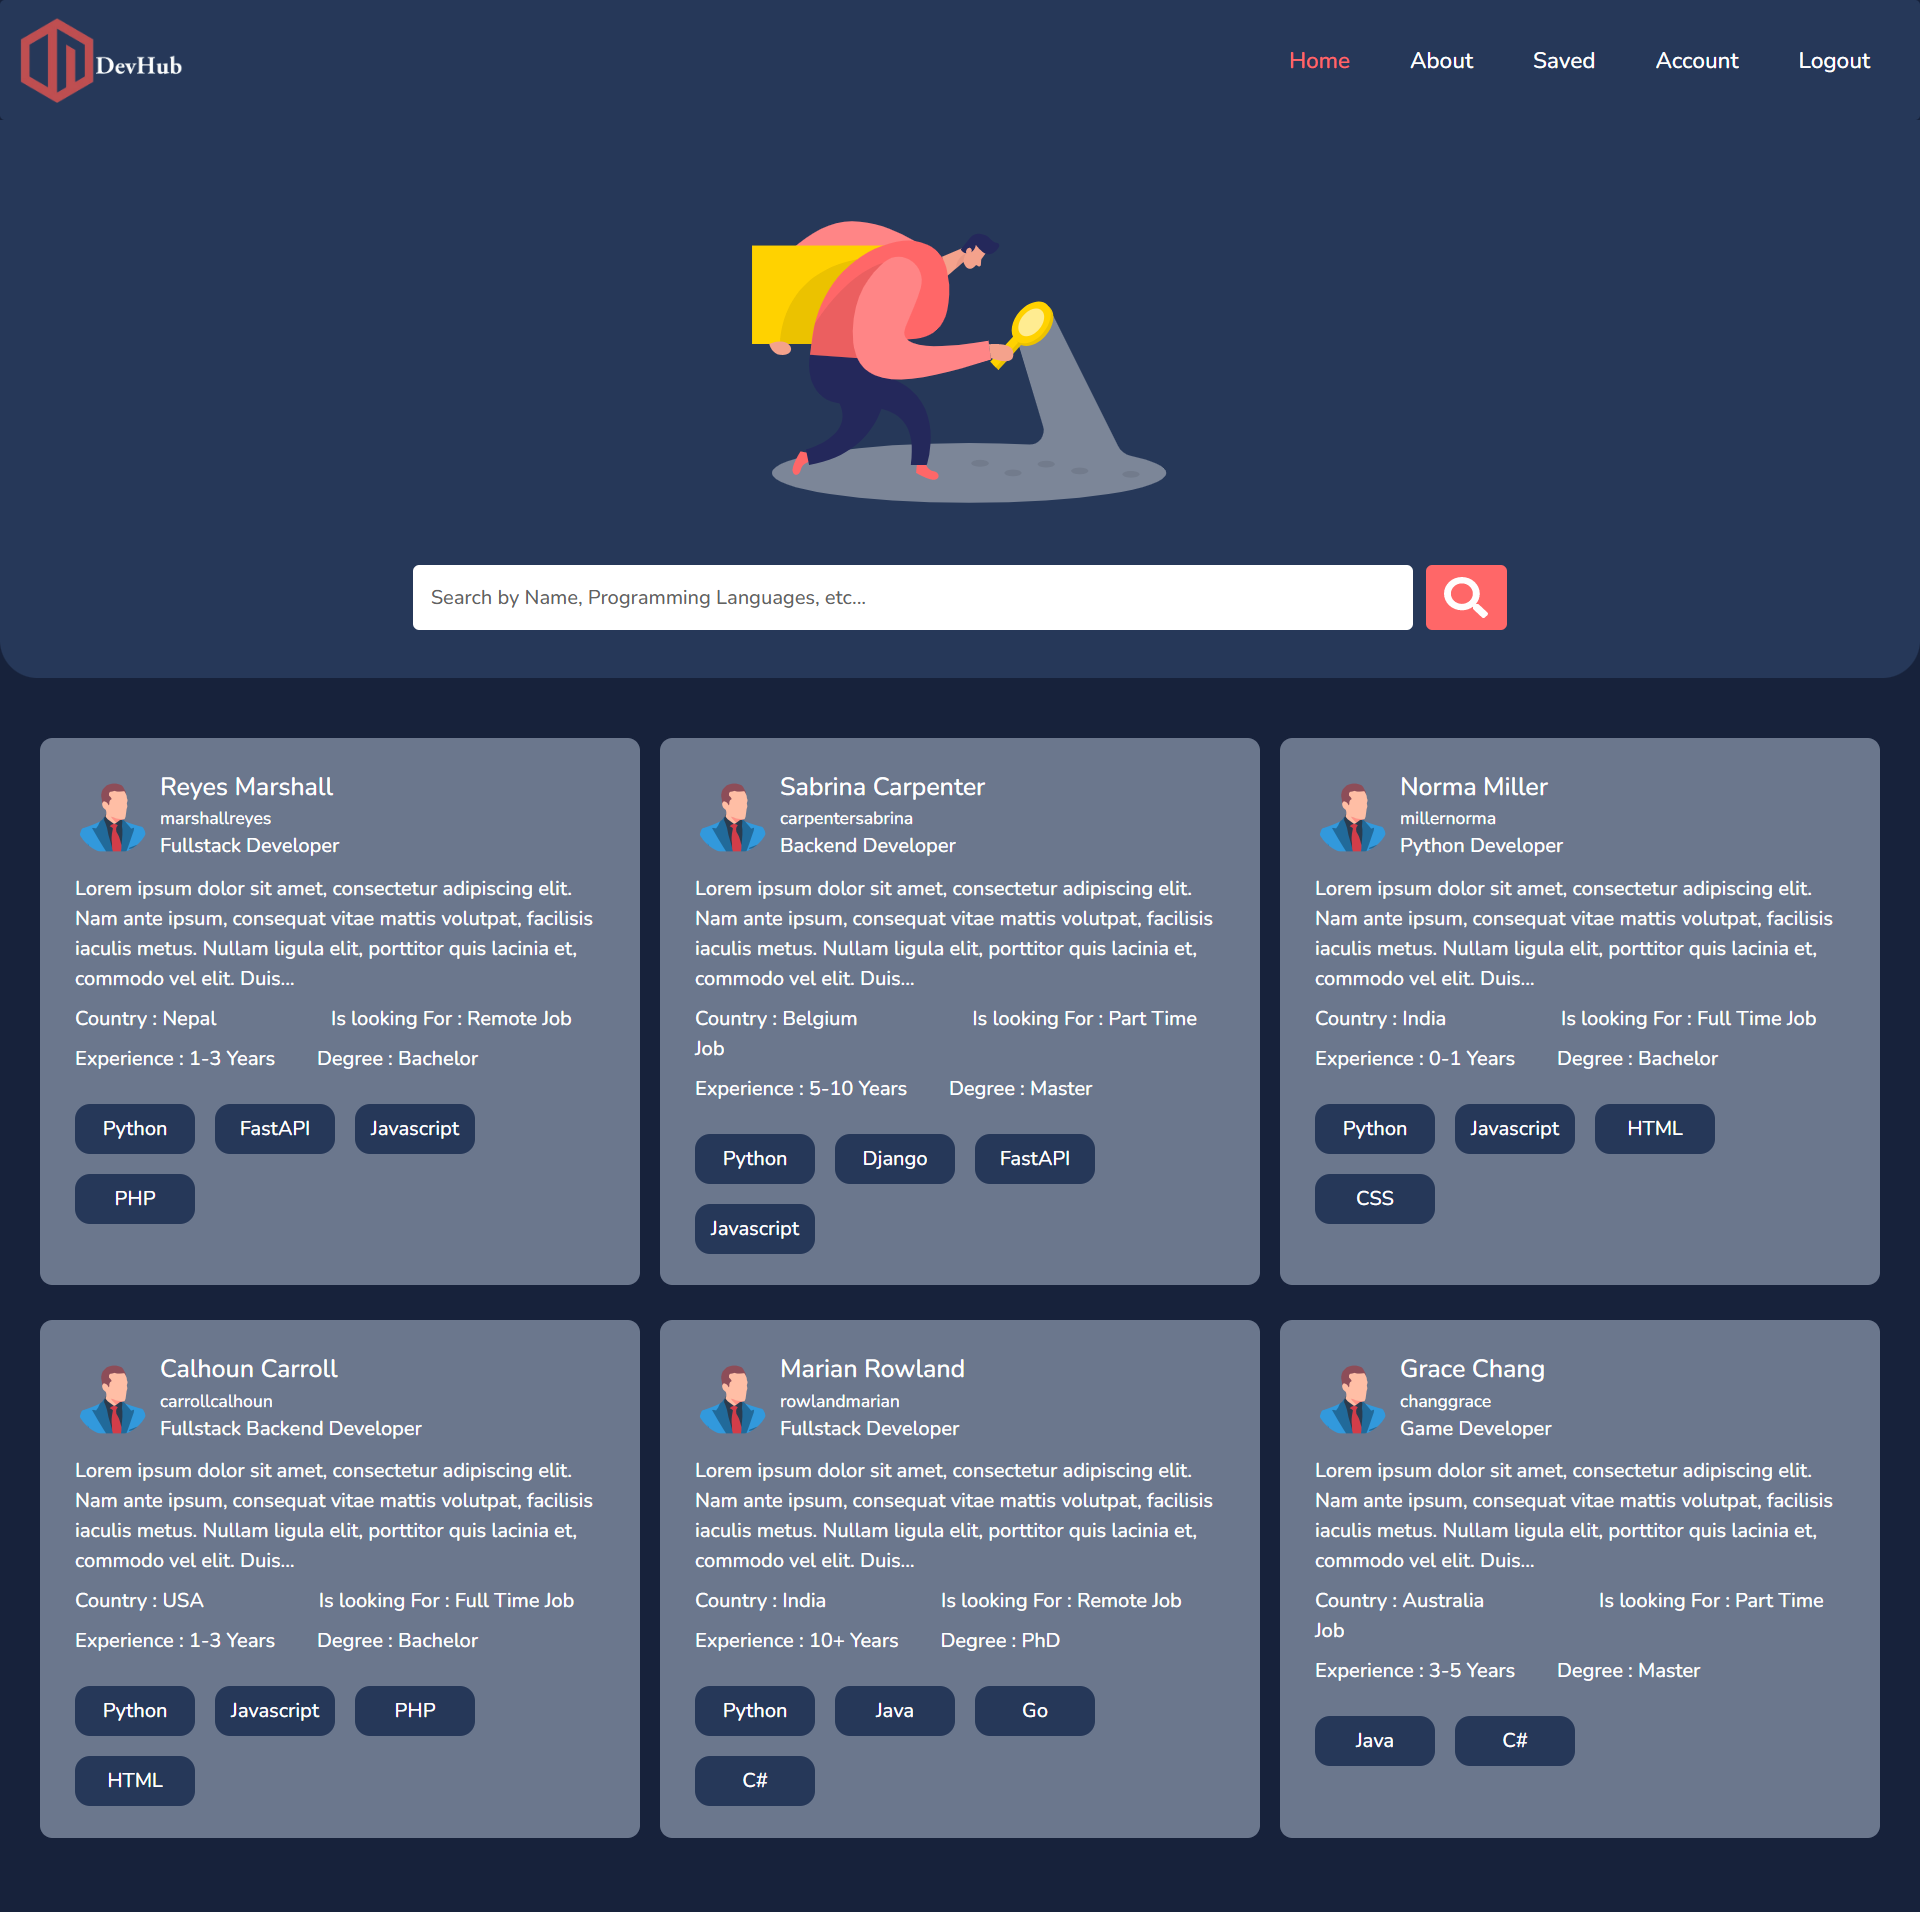 DevHub
Home About Saved Account Logout
Search by Name, Programming Languages, etc...
Reyes Marshall
marshallreyes
Fullstack Developer
Lorem ipsum dolor sit amet, consectetur adipiscing elit.
Nam ante ipsum, consequat vitae mattis volutpat, facilisis
iaculis metus. Nullam ligula elit, porttitor quis lacinia et,
commodo vel elit. Duis...
Country : Nepal Is looking For : Remote Job
Experience : 1-3 Years Degree : Bachelor
Python FastAPI Javascript
PHP
Sabrina Carpenter
carpentersabrina
Backend Developer
Lorem ipsum dolor sit amet, consectetur adipiscing elit.
Nam ante ipsum, consequat vitae mattis volutpat, facilisis
iaculis metus. Nullam ligula elit, porttitor quis lacinia et,
commodo vel elit. Duis...
Country : Belgium Is looking For : Part Time
Job
Experience : 5-10 Years Degree : Master
Python Django FastAPI
Javascript
Norma Miller
millernorma
Python Developer
Lorem ipsum dolor sit amet, consectetur adipiscing elit.
Nam ante ipsum, consequat vitae mattis volutpat, facilisis
iaculis metus. Nullam ligula elit, porttitor quis lacinia et,
commodo vel elit. Duis...
Country : India Is looking For : Full Time Job
Experience : 0-1 Years Degree : Bachelor
Python Javascript HTML
CSS
Calhoun Carroll
carrollcalhoun
Fullstack Backend Developer
Lorem ipsum dolor sit amet, consectetur adipiscing elit.
Nam ante ipsum, consequat vitae mattis volutpat, facilisis
iaculis metus. Nullam ligula elit, porttitor quis lacinia et,
commodo vel elit. Duis...
Country : USA Is looking For : Full Time Job
Experience : 1-3 Years Degree : Bachelor
Python Javascript PHP
HTML
Marian Rowland
rowlandmarian
Fullstack Developer
Lorem ipsum dolor sit amet, consectetur adipiscing elit.
Nam ante ipsum, consequat vitae mattis volutpat, facilisis
iaculis metus. Nullam ligula elit, porttitor quis lacinia et,
commodo vel elit. Duis...
Country : India Is looking For : Remote Job
Experience : 10+ Years Degree : PhD
Python Java Go
C#
Grace Chang
changgrace
Game Developer
Lorem ipsum dolor sit amet, consectetur adipiscing elit.
Nam ante ipsum, consequat vitae mattis volutpat, facilisis
iaculis metus. Nullam ligula elit, porttitor quis lacinia et,
commodo vel elit. Duis...
Country : Australia Is looking For : Part Time
Job
Experience : 3-5 Years Degree : Master
Java C#